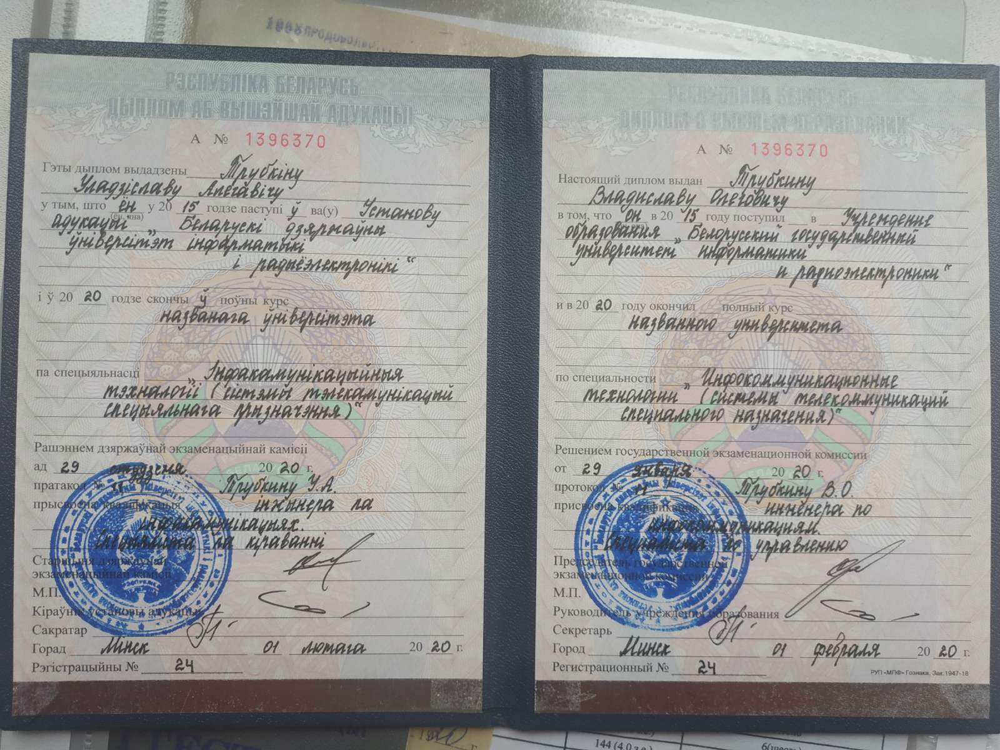 РЭСПУБЛІКА БЕЛАРУСЬ
ДЫПЛОМ АБ ВЫШЭЙШАЙ АДУКАЦЫІ
А № 1396370
Гэты дыплом выдадзены Трубкіну
Уладзіславу Алегавічу
у тым, што ён у 20 15 годзе паступі ў ва(у) Установу
(ён, яна)
адукацыі „Беларускі дзяржаўны
ўніверсітэт інфарматыкі
і радыёэлектронікі“
і ў 20 20 годзе скончы ў поўны курс
названага ўніверсітэта
па спецыяльнасці „Інфакамунікацыйныя
тэхналогіі (сістэмы тэлекамунікацый
спецыяльнага прызначэння)“
Рашэннем дзяржаўнай экзаменацыйнай камісіі
ад 29 студзеня 20 20 г.
пратакол № 11 Трубкіну У.А.
прысвоена кваліфікацыя інжынера па
інфакамунікацыях.
Спецыяліста па кіраванні
Старшыня дзяржаўнай
экзаменацыйнай камісіі
М.П.
Кіраўнік установы адукацыі
Сакратар
Горад Мінск 01 лютага 20 20 г.
Рэгістрацыйны № 24
РЕСПУБЛИКА БЕЛАРУСЬ
ДИПЛОМ О ВЫСШЕМ ОБРАЗОВАНИИ
А № 1396370
Настоящий диплом выдан Трубкину
Владиславу Олеговичу
в том, что он в 20 15 году поступил в Учреждение
образования „Белорусский государственный
университет информатики
и радиоэлектроники“
и в 20 20 году окончил полный курс
названного университета
по специальности „Инфокоммуникационные
технологии (системы телекоммуникаций
специального назначения)“
Решением государственной экзаменационной комиссии
от 29 января 20 20 г.
протокол № 11 Трубкину В.О.
присвоена квалификация инженера по
инфокоммуникациям.
Специалиста по управлению
Председатель государственной
экзаменационной комиссии
М.П.
Руководитель учреждения образования
Секретарь
Город Минск 01 февраля 20 20 г.
Регистрационный № 24
РУП «МПФ» Гознака. Зак. 1947-18
144 (4.0 з.е.)